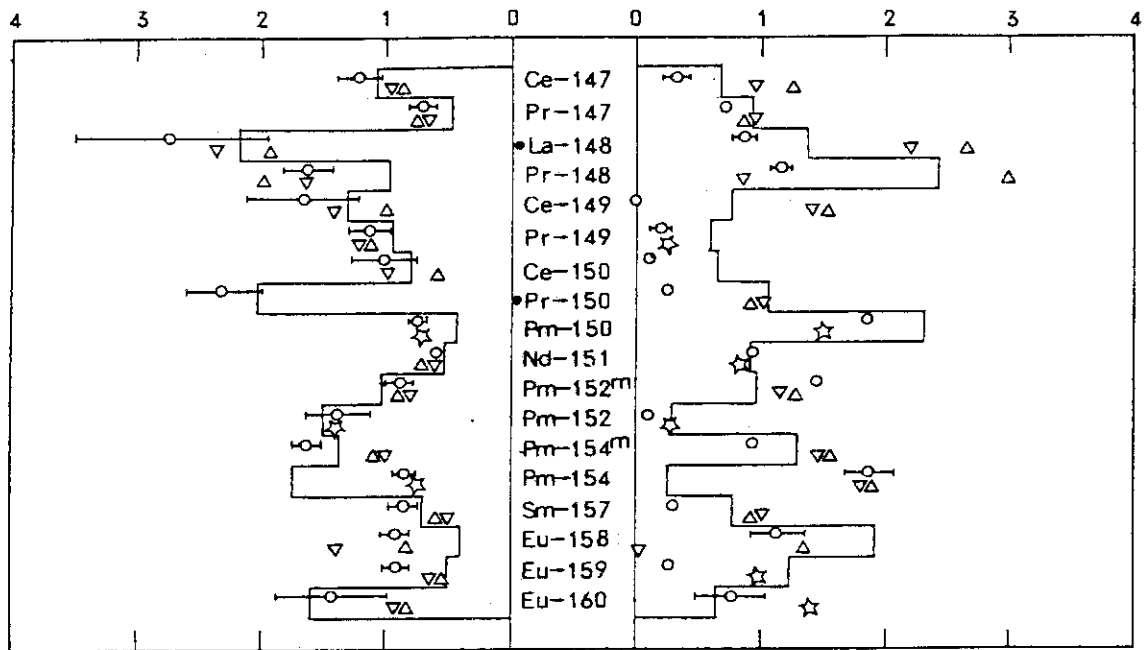 4 3 2 1 0 0 1 2 3 4
Ce-147
Pr-147
La-148
Pr-148
Ce-149
Pr-149
Ce-150
Pr-150
Pm-150
Nd-151
Pm-152m
Pm-152
Pm-154m
Pm-154
Sm-157
Eu-158
Eu-159
Eu-160